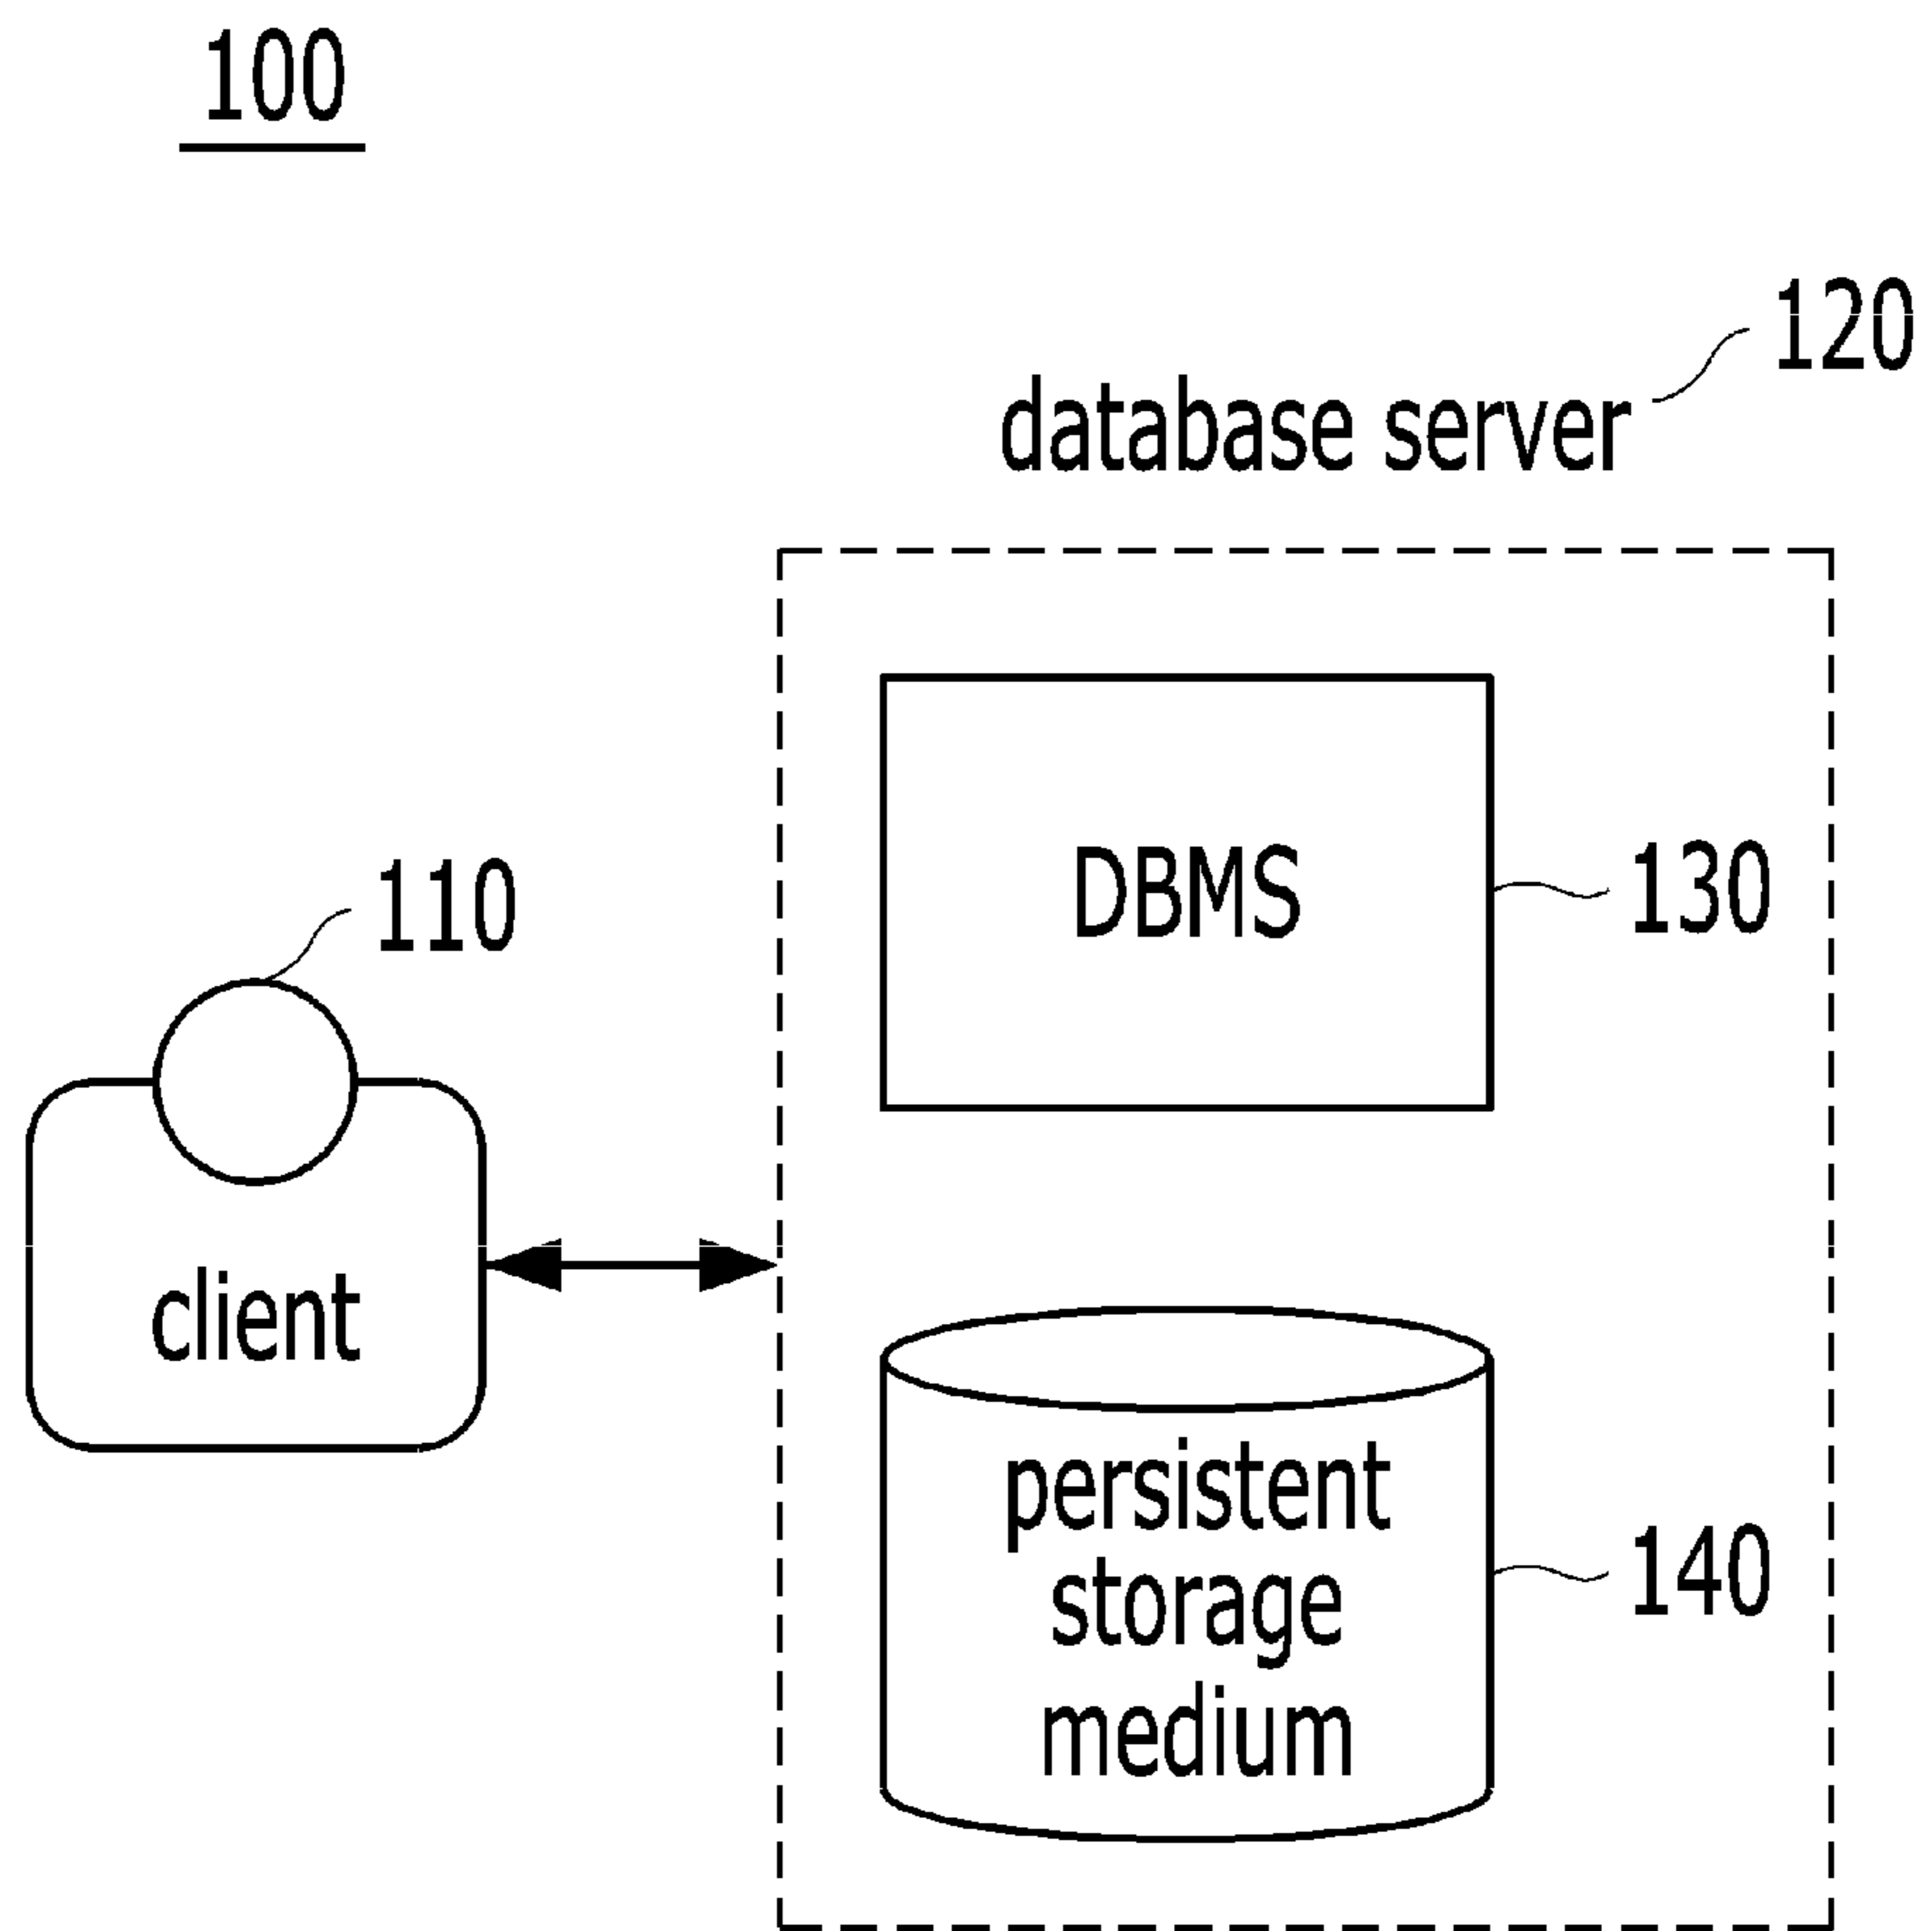 100
120
database server
DBMS
130
110
client
persistent
storage
medium
140